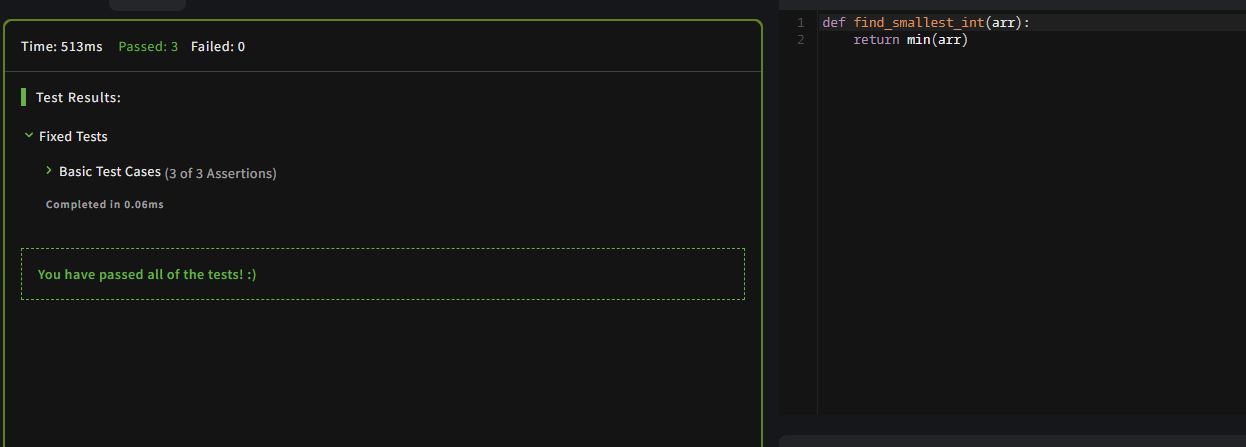 Time: 513ms Passed: 3 Failed: 0
Test Results:
Fixed Tests
Basic Test Cases (3 of 3 Assertions)
Completed in 0.06ms
You have passed all of the tests! :)
1 def find_smallest_int(arr):
2     return min(arr)